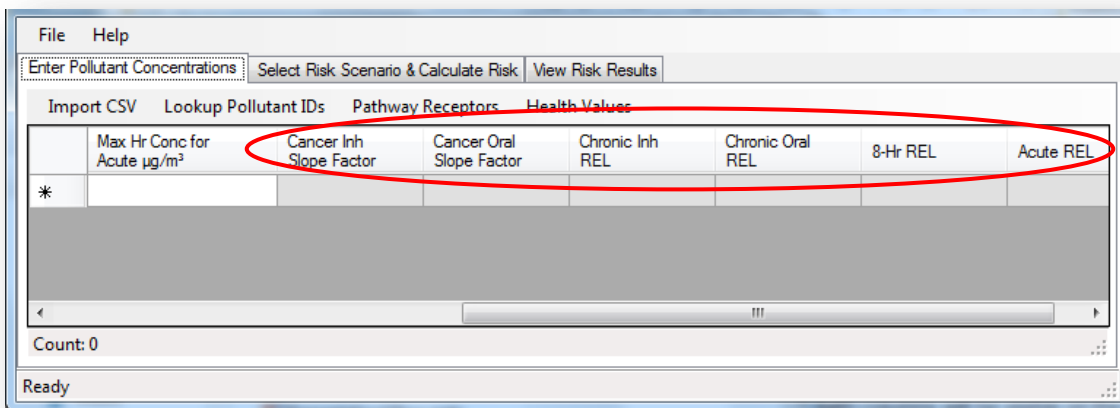 File Help
Enter Pollutant Concentrations Select Risk Scenario & Calculate Risk View Risk Results
Import CSV Lookup Pollutant IDs Pathway Receptors Health Values
Max Hr Conc for Acute µg/m³ Cancer Inh Slope Factor Cancer Oral Slope Factor Chronic Inh REL Chronic Oral REL 8-Hr REL Acute REL
*
Count: 0
Ready